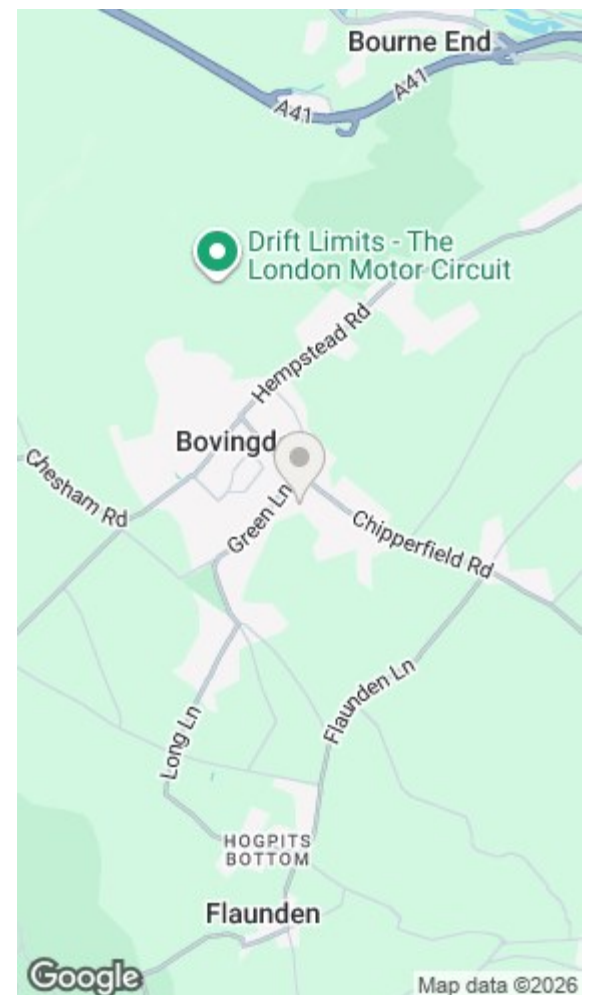 Bourne End
A41
A41
Drift Limits - The
London Motor Circuit
Hempstead Rd
Bovingd
Chesham Rd
Green Ln
Chipperfield Rd
Flaunden Ln
Long Ln
HOGPITS
BOTTOM
Flaunden
Google
Map data ©2026